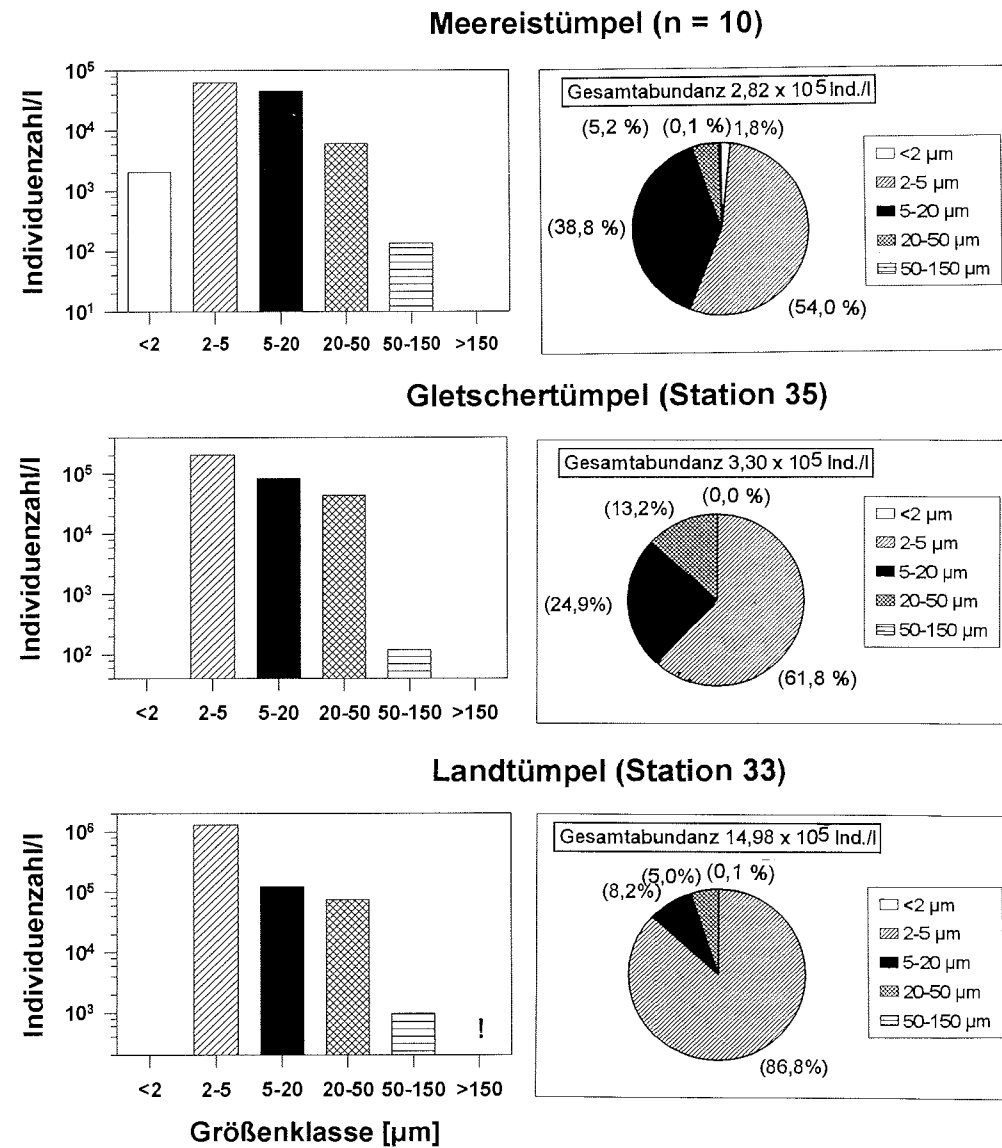 Meereistümpel (n = 10)
Individuenzahl/l
10⁵
10⁴
10³
10²
10¹
<2 2-5 5-20 20-50 50-150 >150
Gesamtabundanz 2,82 x 10⁵ Ind./l
(5,2 %) (0,1 %) 1,8%)
(38,8 %)
(54,0 %)
<2 µm
2-5 µm
5-20 µm
20-50 µm
50-150 µm
Gletschertümpel (Station 35)
Individuenzahl/l
10⁵
10⁴
10³
10²
<2 2-5 5-20 20-50 50-150 >150
Gesamtabundanz 3,30 x 10⁵ Ind./l
(13,2%) (0,0 %)
(24,9%)
(61,8 %)
<2 µm
2-5 µm
5-20 µm
20-50 µm
50-150 µm
Landtümpel (Station 33)
Individuenzahl/l
10⁶
10⁵
10⁴
10³
!
<2 2-5 5-20 20-50 50-150 >150
Größenklasse [µm]
Gesamtabundanz 14,98 x 10⁵ Ind./l
(8,2%) (5,0%) (0,1 %)
(86,8%)
<2 µm
2-5 µm
5-20 µm
20-50 µm
50-150 µm